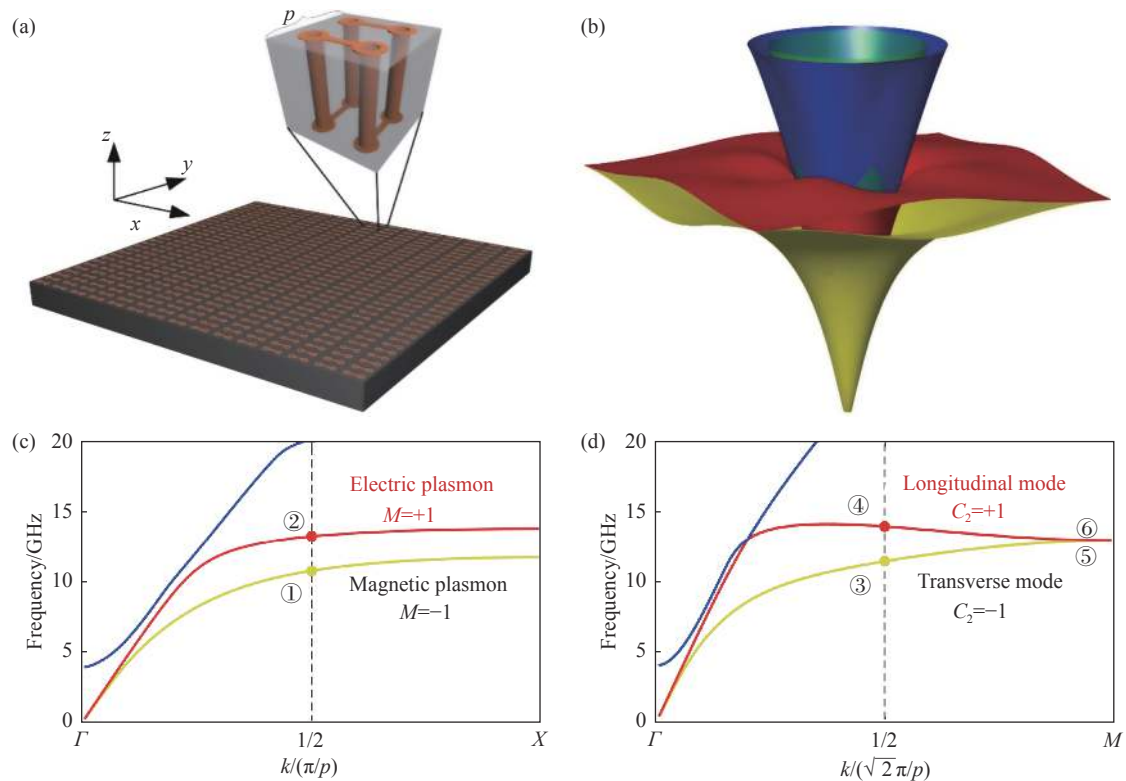 (a)
p
z
y
x
(b)
(c)
20
15
10
5
0
Frequency/GHz
Electric plasmon
M=+1
②
①
Magnetic plasmon
M=−1
Γ
1/2
X
k/(π/p)
(d)
20
15
10
5
0
Frequency/GHz
Longitudinal mode
C₂=+1
④
⑥
⑤
③
Transverse mode
C₂=−1
Γ
1/2
M
k/(√2 π/p)